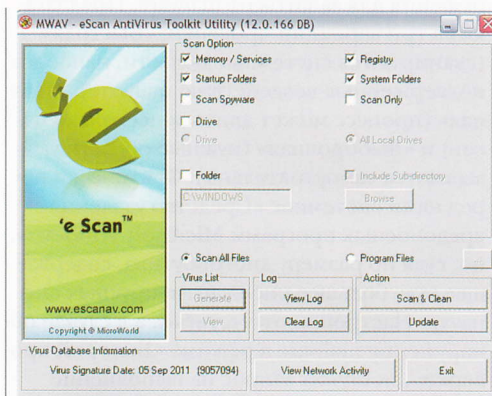 MWAV - eScan AntiVirus Toolkit Utility (12.0.166 DB)
Scan Option
Memory / Services
Registry
Startup Folders
System Folders
Scan Spyware
Scan Only
Drive
Drive
All Local Drives
Folder
Include Sub-directory
C:\WINDOWS
Browse
'e Scan™
www.escanav.com
Copyright @ MicroWorld
Scan All Files
Program Files
Virus List
Log
Action
Generate
View Log
Scan & Clean
View
Clear Log
Update
Virus Database Information
Virus Signature Date: 05 Sep 2011 (9057094)
View Network Activity
Exit